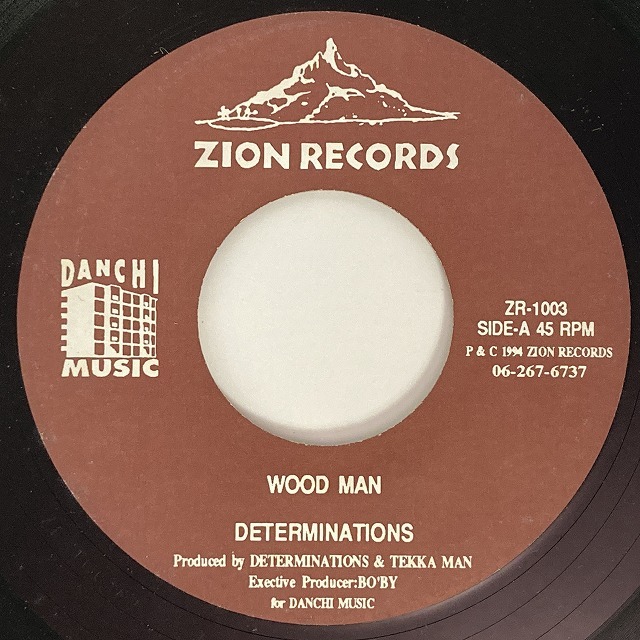 ZION RECORDS
DANCHI
MUSIC
ZR-1003
SIDE-A 45 RPM
P & C 1994 ZION RECORDS
06-267-6737
WOOD MAN
DETERMINATIONS
Produced by DETERMINATIONS & TEKKA MAN
Exective Producer:BO'BY
for DANCHI MUSIC